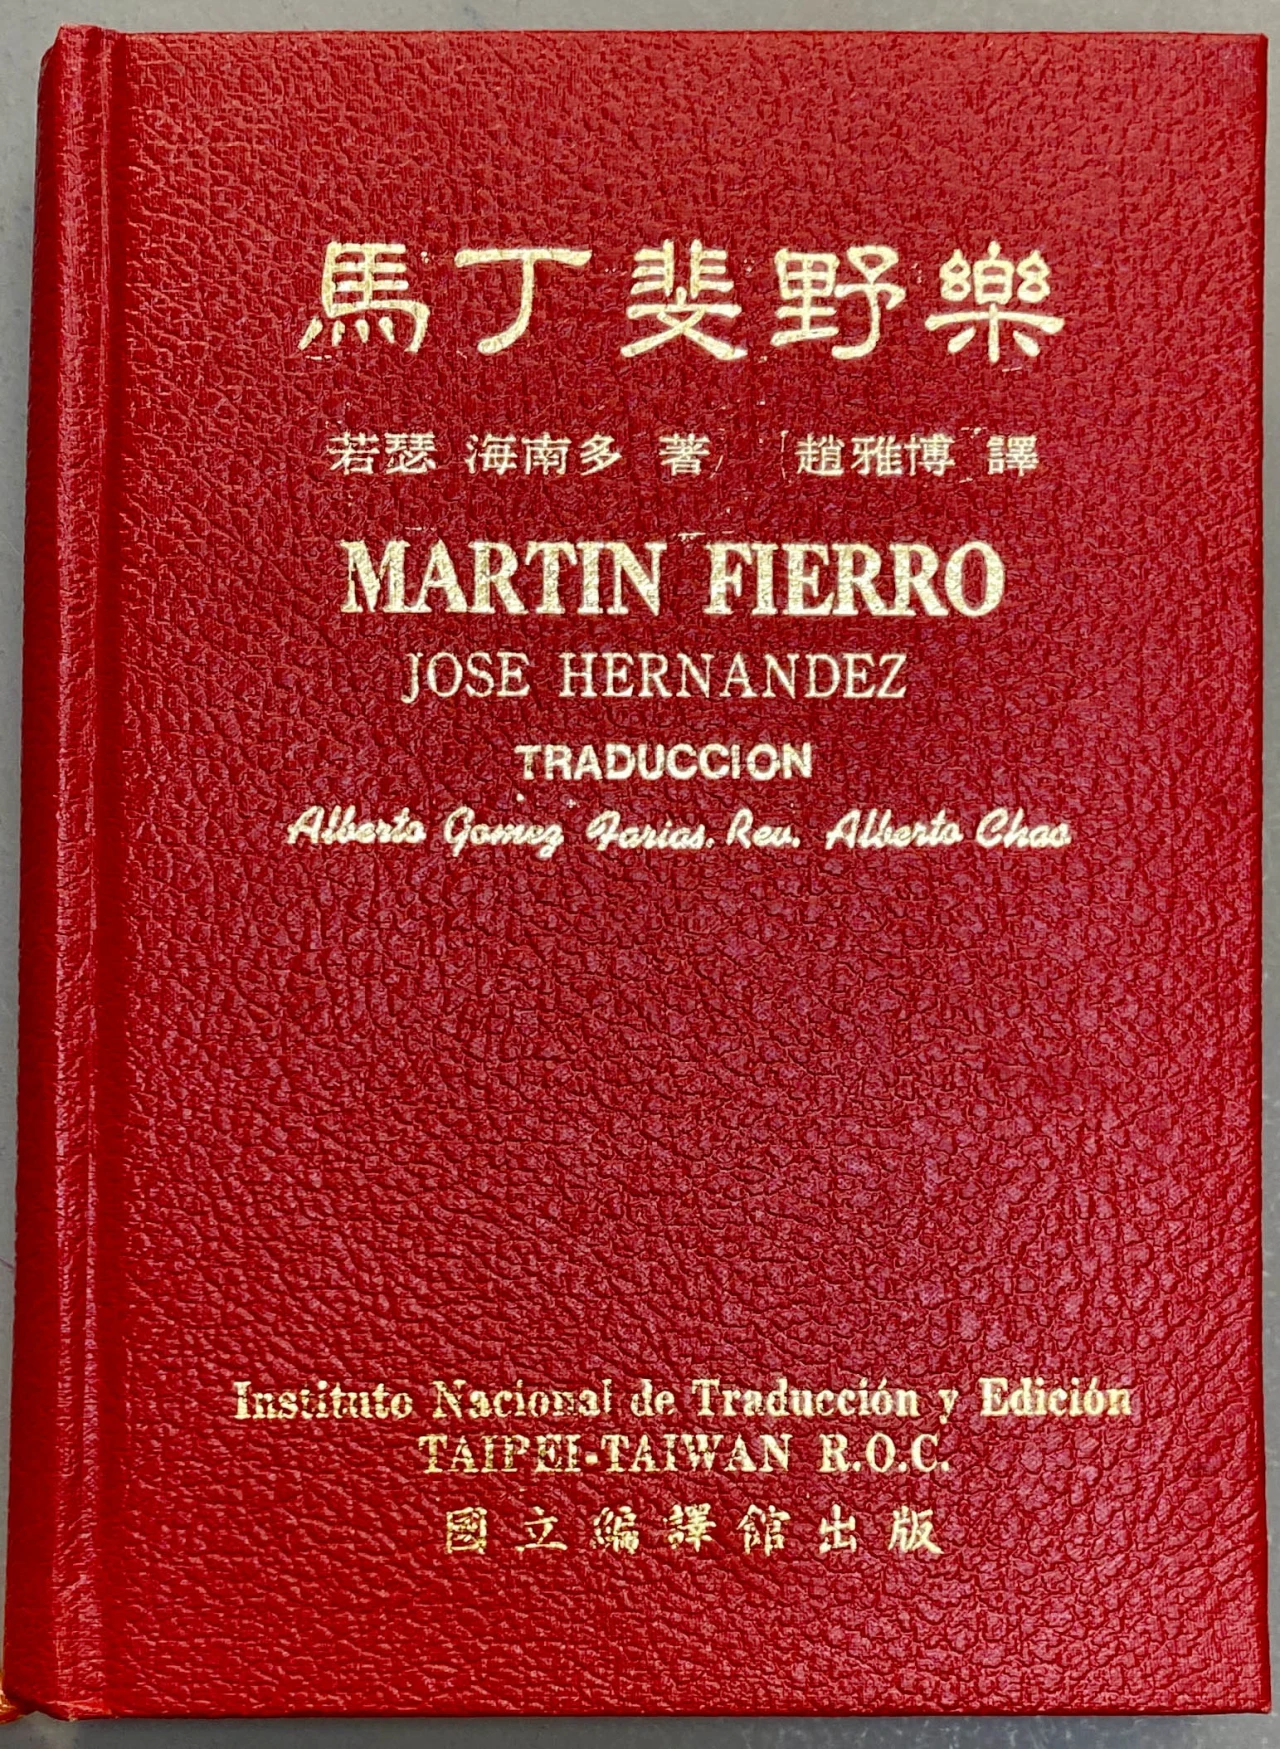 馬丁斐野樂
若瑟 海南多 著 趙雅博 譯
MARTIN FIERRO
JOSE HERNANDEZ
TRADUCCION
Alberto Gomez Farias. Rev. Alberto Chao
Instituto Nacional de Traducción y Edición
TAIPEI-TAIWAN R.O.C.
國立編譯館出版